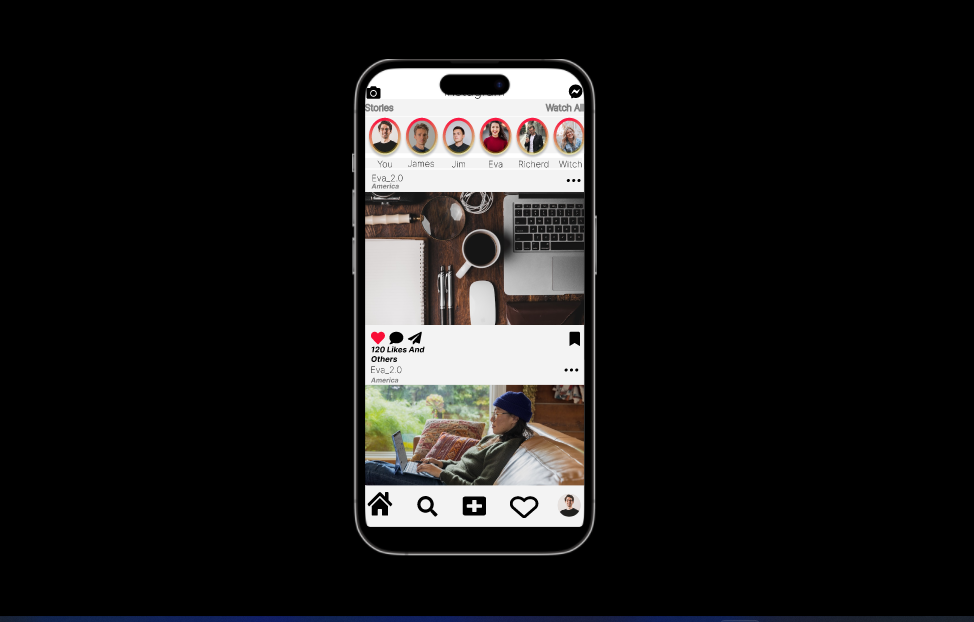 Instagram
Stories Watch All
You James Jim Eva Richerd Witch
Eva_2.0
America
120 Likes And
Others
Eva_2.0
America